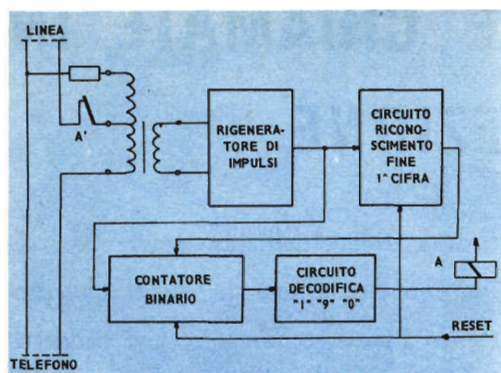 LINEA
A'
RIGENERA-
TORE DI
IMPULSI
CIRCUITO
RICONO-
SCIMENTO
FINE
1ª CIFRA
CONTATORE
BINARIO
CIRCUITO
DECODIFICA
"1" "9" "0"
A
RESET
TELEFONO